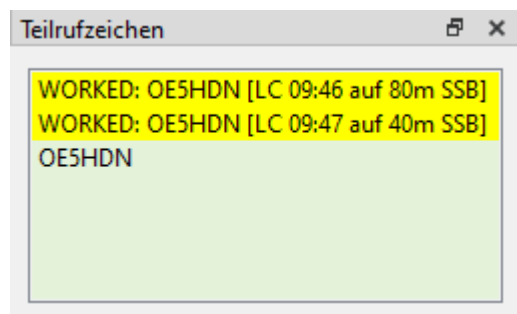 Teilrufzeichen
WORKED: OE5HDN [LC 09:46 auf 80m SSB]
WORKED: OE5HDN [LC 09:47 auf 40m SSB]
OE5HDN